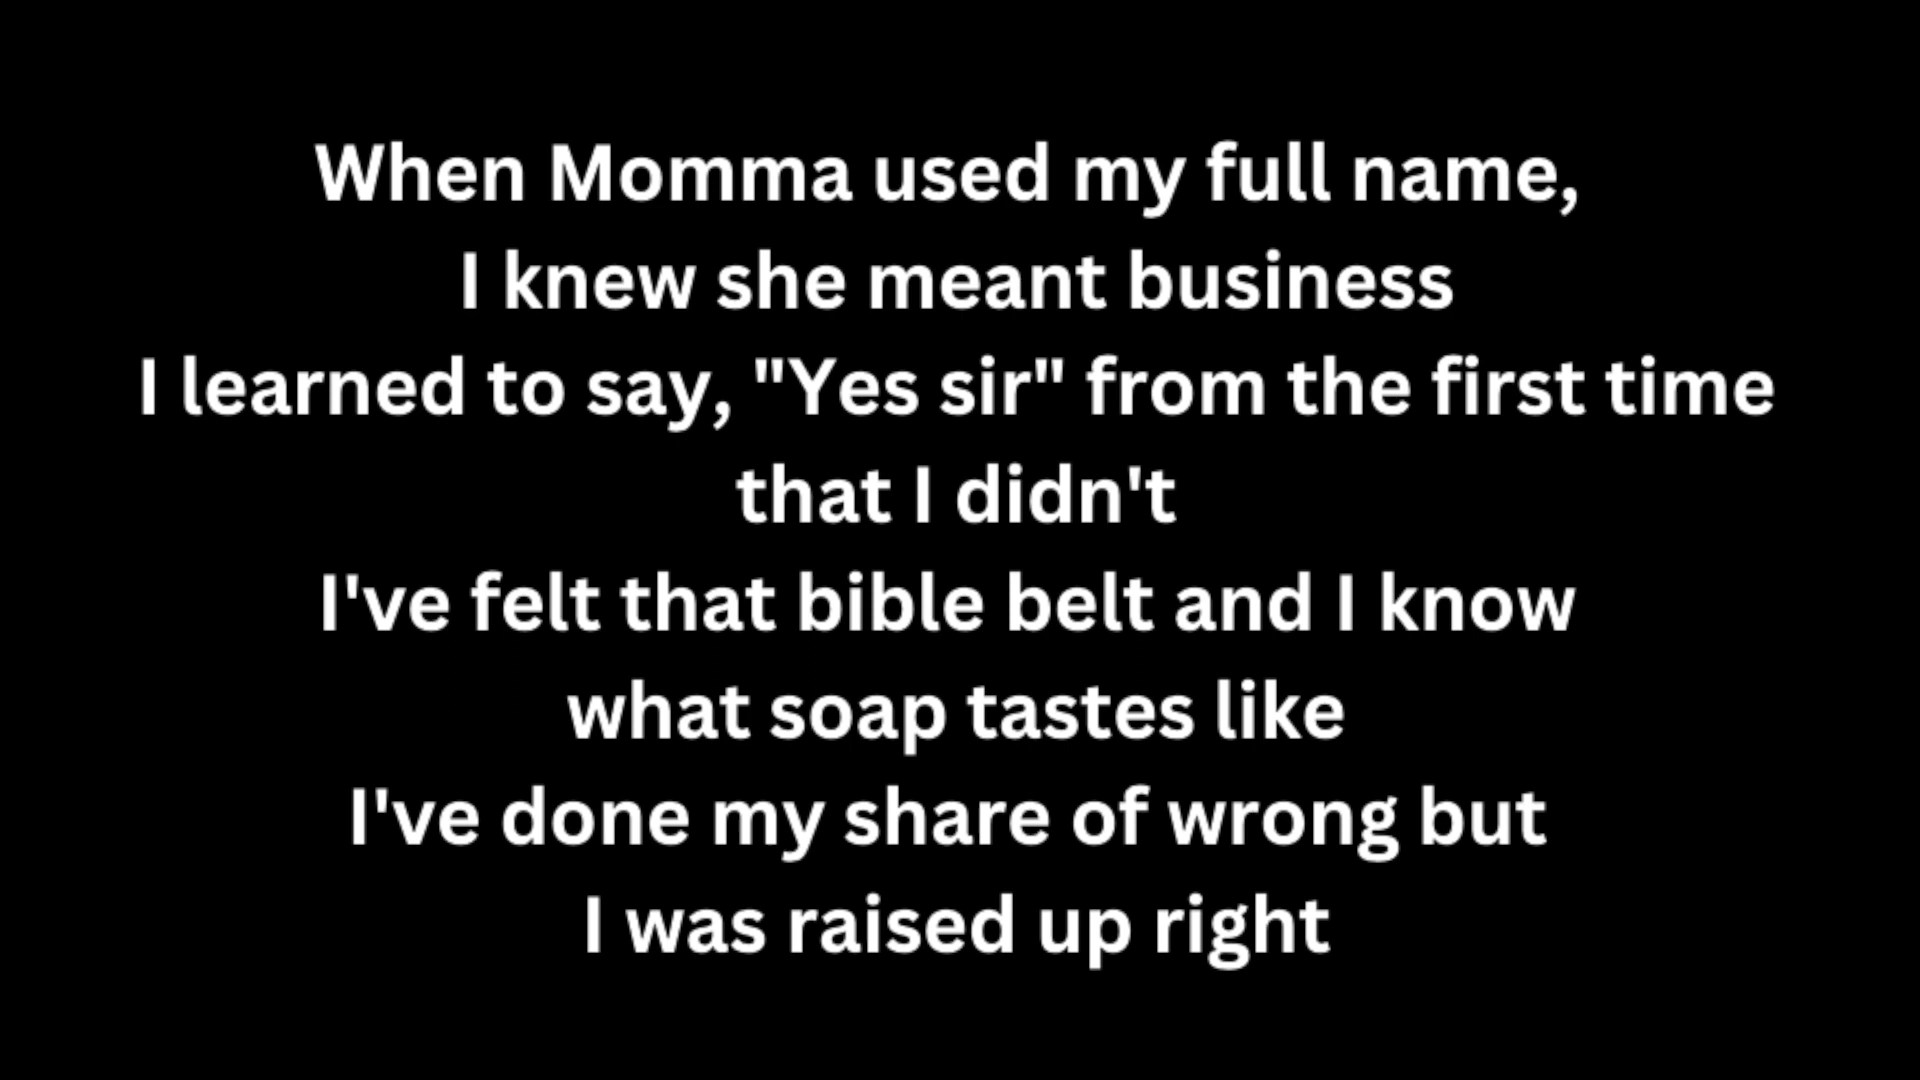 When Momma used my full name,
I knew she meant business
I learned to say, "Yes sir" from the first time
that I didn't
I've felt that bible belt and I know
what soap tastes like
I've done my share of wrong but
I was raised up right